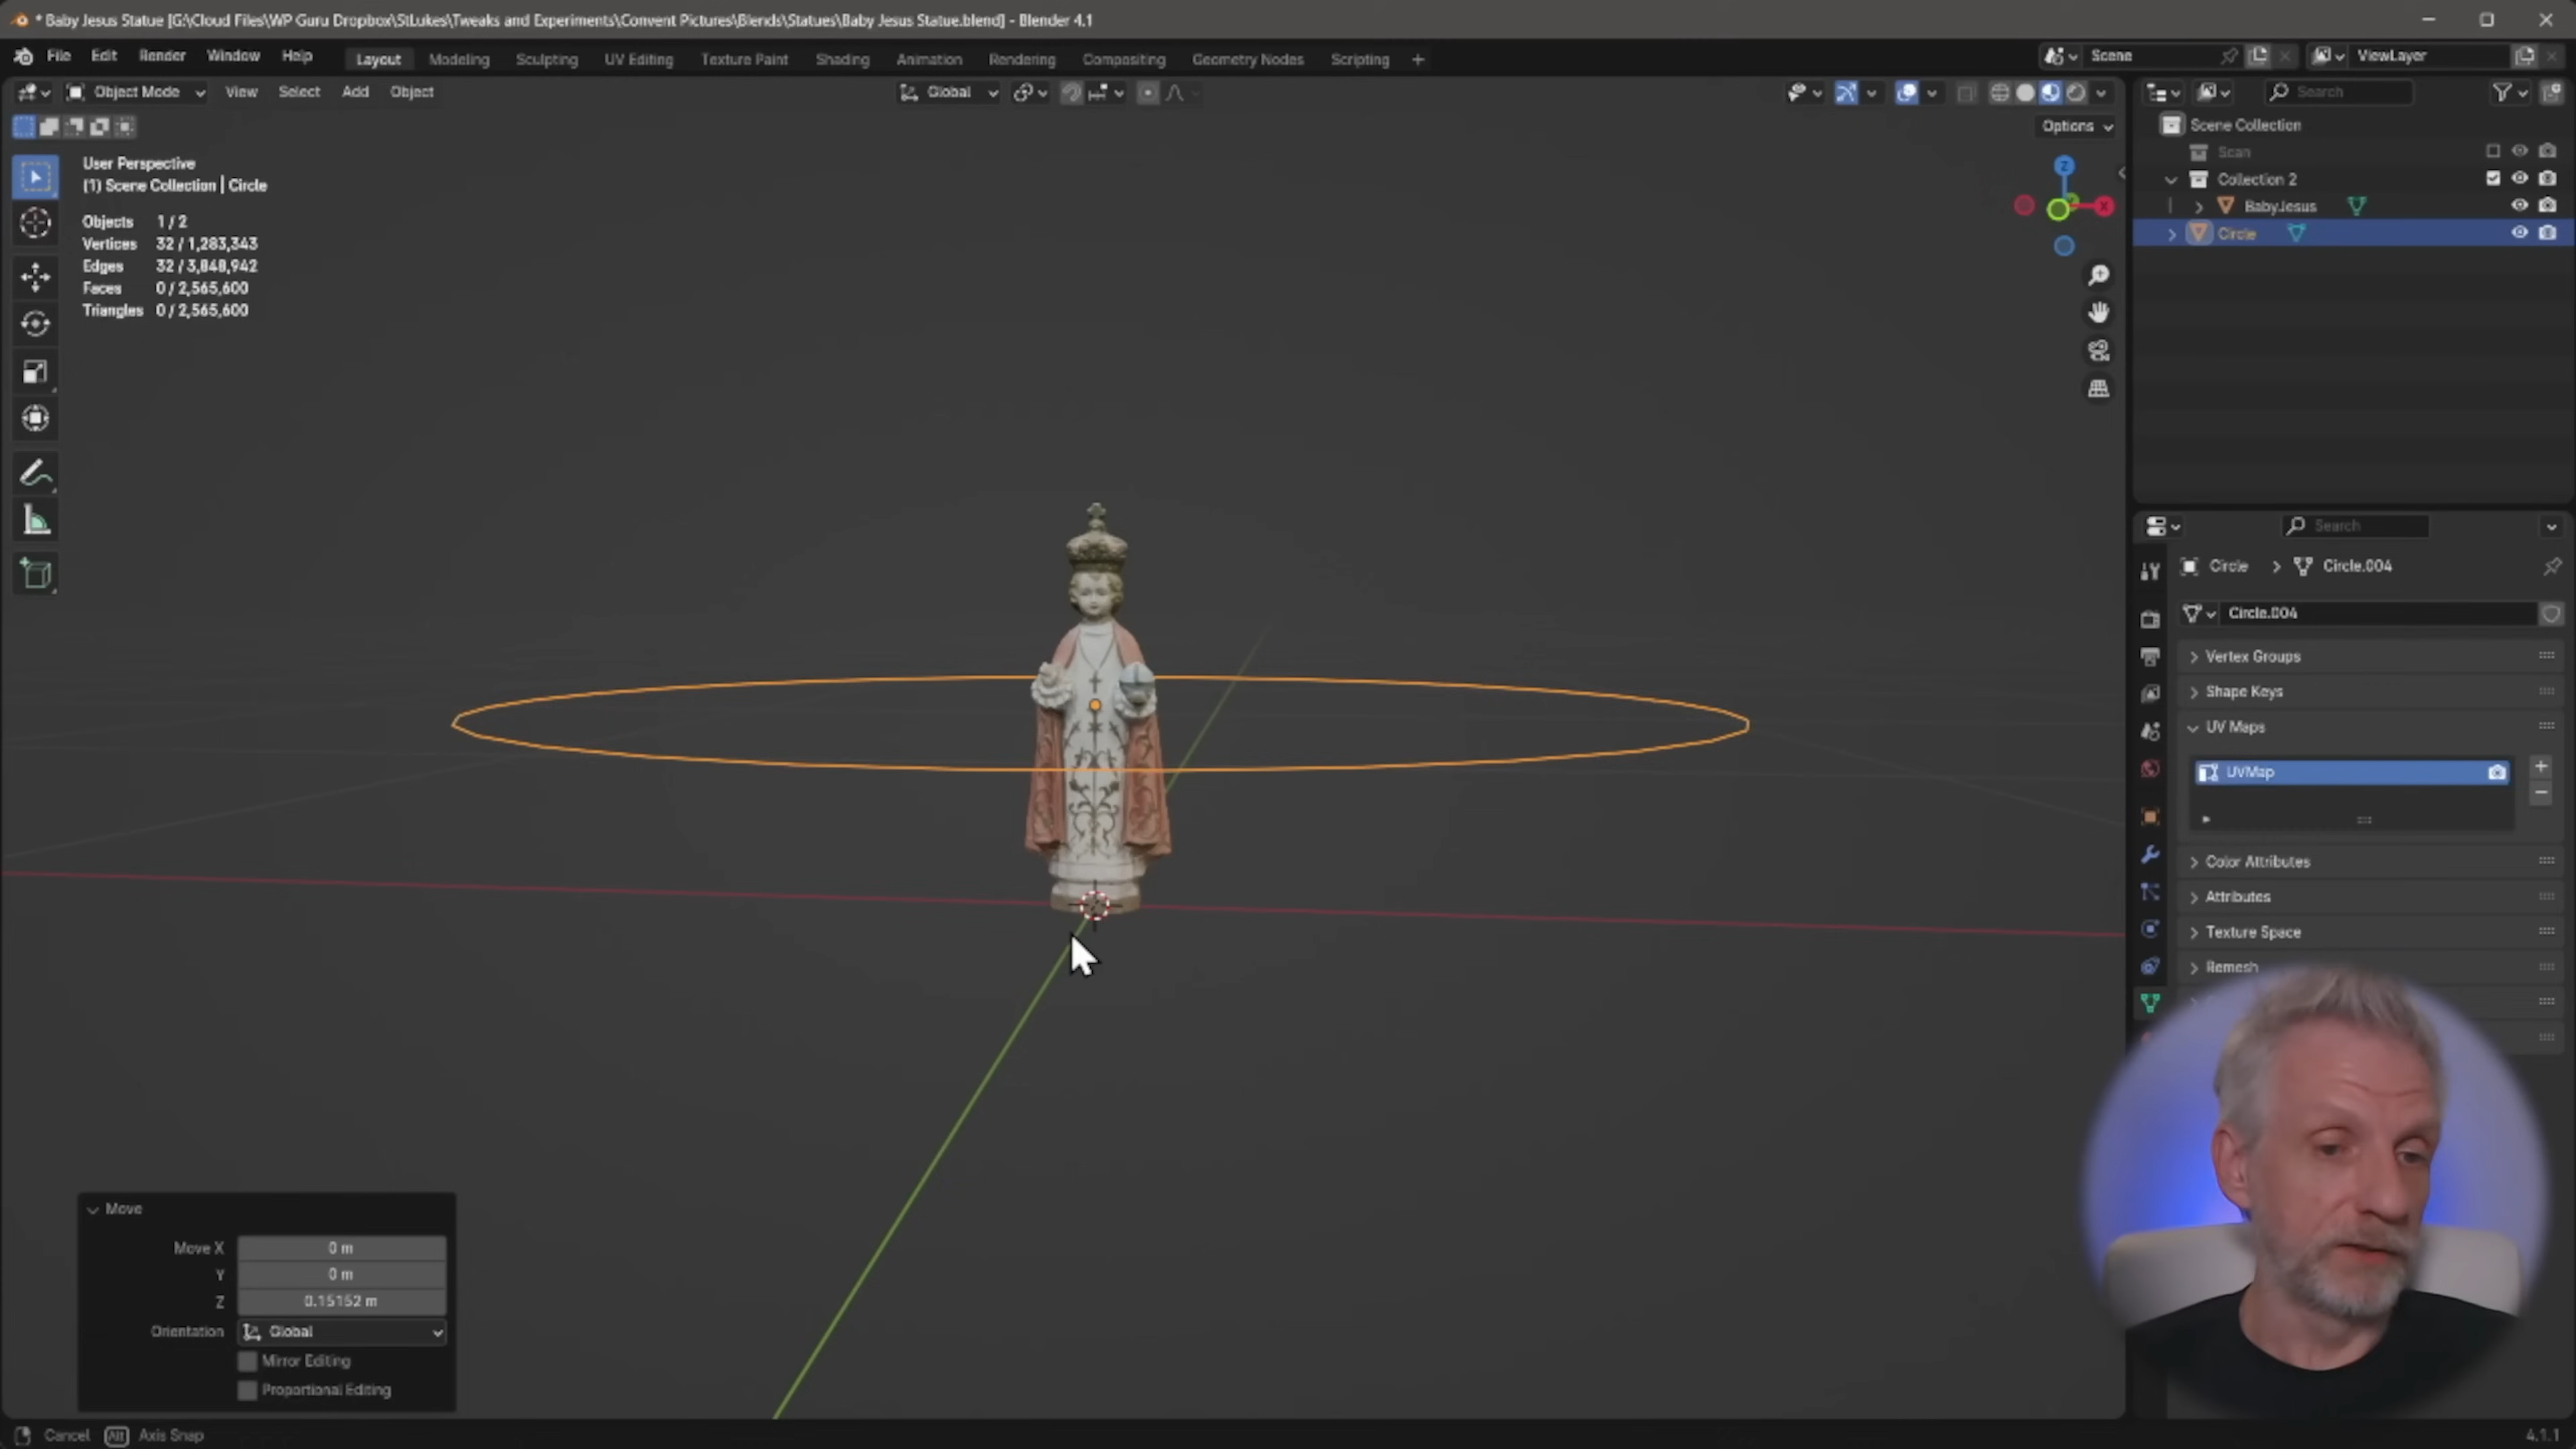 * Baby Jesus Statue [G:\Cloud Files\WP Guru Dropbox\StLukes\Tweaks and Experiments\Convent Pictures\Blends\Statues\Baby Jesus Statue.blend] - Blender 4.1
File Edit Render Window Help Layout Modeling Sculpting UV Editing Texture Paint Shading Animation Rendering Compositing Geometry Nodes Scripting + Scene ViewLayer
Object Mode View Select Add Object Global Search
Options
User Perspective
(1) Scene Collection | Circle
Objects 1 / 2
Vertices 32 / 1,283,343
Edges 32 / 3,848,942
Faces 0 / 2,565,600
Triangles 0 / 2,565,600
Z
X
Scene Collection
Scan
Collection 2
BabyJesus
Circle
Search
Circle > Circle.004
Circle.004
Vertex Groups
Shape Keys
UV Maps
UVMap
Color Attributes
Attributes
Texture Space
Remesh
Move
Move X 0 m
Y 0 m
Z 0.15152 m
Orientation Global
Mirror Editing
Proportional Editing
Cancel Alt Axis Snap
4.1.1